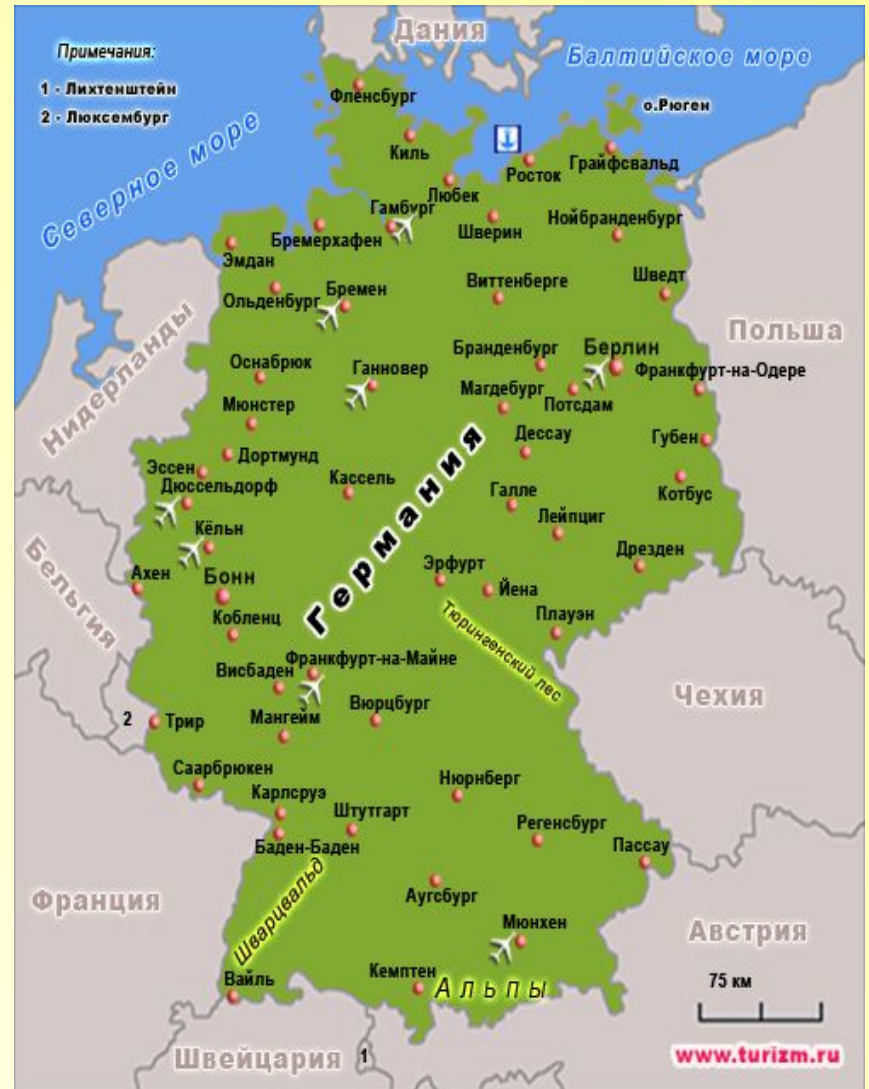 Дания
Примечания:
Балтийское море
1 - Лихтенштейн
2 - Люксембург
Северное море
Фленсбург
о.Рюген
Киль
Росток
Грайфсвальд
Любек
Гамбург
Шверин
Нойбранденбург
Бремерхафен
Эмдан
Ольденбург
Бремен
Виттенберге
Шведт
Нидерланды
Польша
Оснабрюк
Ганновер
Бранденбург
Берлин
Франкфурт-на-Одере
Магдебург
Потсдам
Мюнстер
Дессау
Губен
Дортмунд
Эссен
Дюссельдорф
Кассель
Германия
Галле
Котбус
Лейпциг
Кёльн
Бельгия
Ахен
Бонн
Эрфурт
Йена
Дрезден
Кобленц
Тюрингенский лес
Плауэн
Висбаден
Франкфурт-на-Майне
Чехия
2
Трир
Мангейм
Вюрцбург
Саарбрюкен
Нюрнберг
Карлсруэ
Штутгарт
Регенсбург
Баден-Баден
Пассау
Франция
Шварцвальд
Аугсбург
Мюнхен
Австрия
Вайль
Кемптен
Альпы
75 км
Швейцария
1
www.turizm.ru